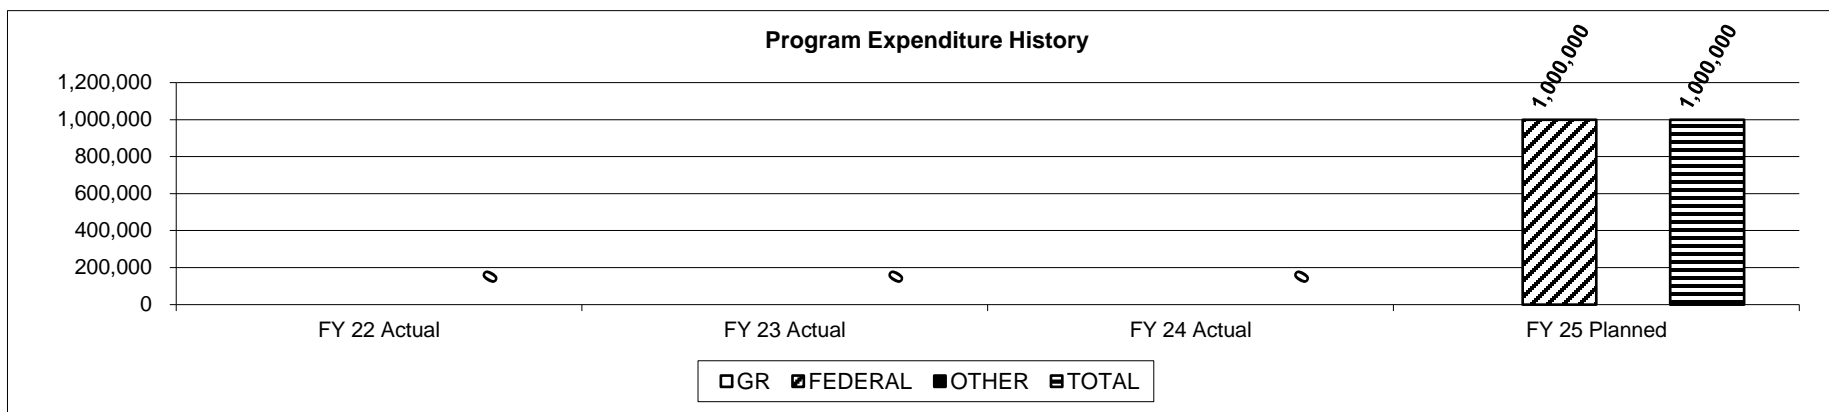 Program Expenditure History
1,200,000
1,000,000
800,000
600,000
400,000
200,000
0
0
0
0
1,000,000
1,000,000
FY 22 Actual
FY 23 Actual
FY 24 Actual
FY 25 Planned
GR FEDERAL OTHER TOTAL